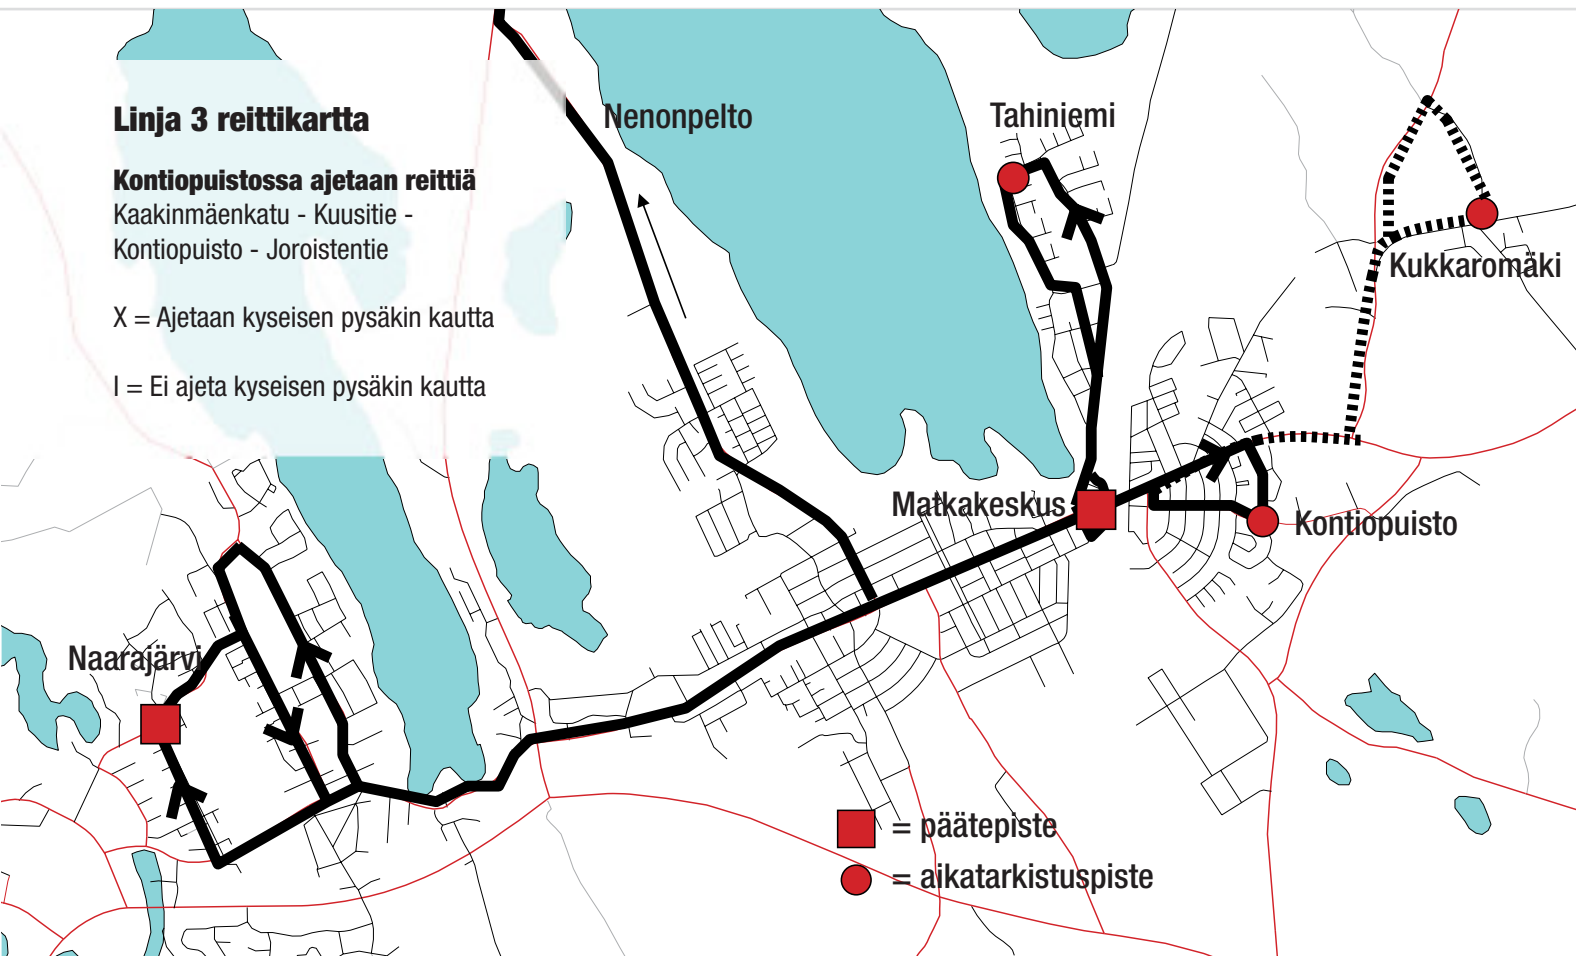 Linja 3 reittikartta
Kontiopuistossa ajetaan reittiä
Kaakinmäenkatu - Kuusitie -
Kontiopuisto - Joroistentie
X = Ajetaan kyseisen pysäkin kautta
I = Ei ajeta kyseisen pysäkin kautta
Nenonpelto
Tahiniemi
Kukkaromäki
Matkakeskus
Kontiopuisto
Naarajärvi
= päätepiste
= aikatarkistuspiste